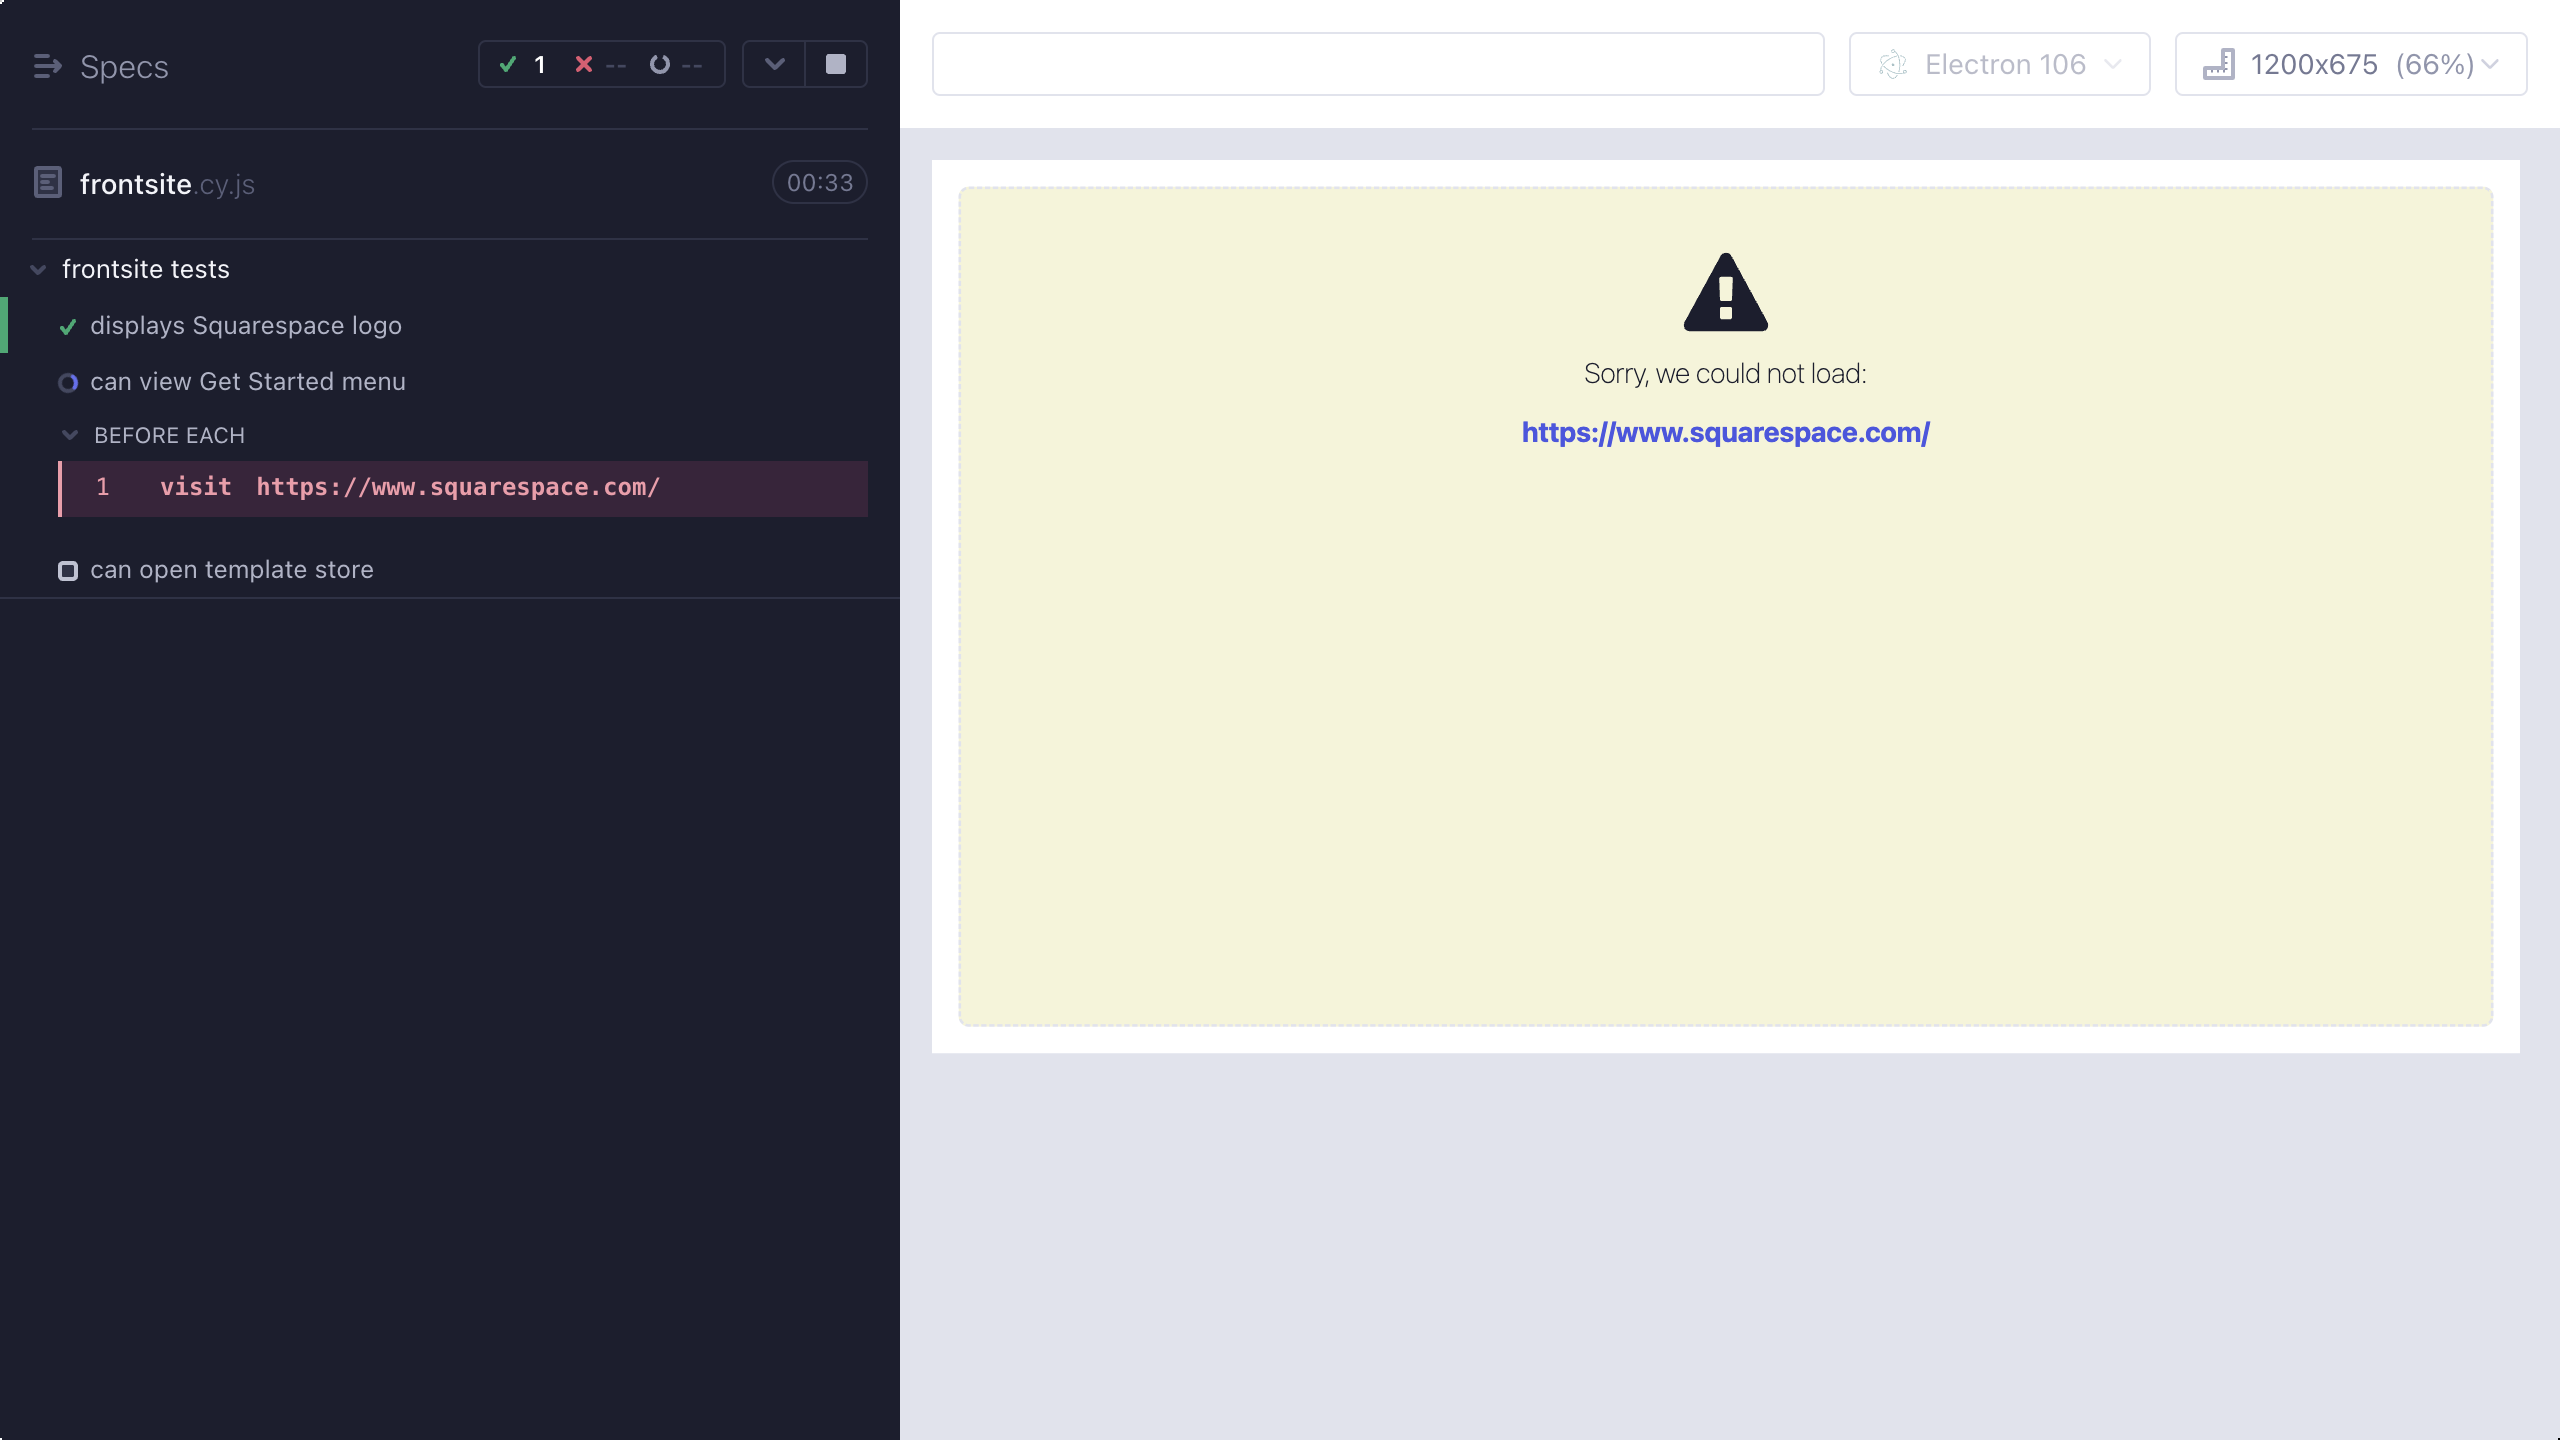 Specs
1 -- --
frontsite.cy.js
00:33
frontsite tests
displays Squarespace logo
can view Get Started menu
BEFORE EACH
1 visit https://www.squarespace.com/
can open template store
Electron 106
1200x675 (66%)
Sorry, we could not load:
https://www.squarespace.com/